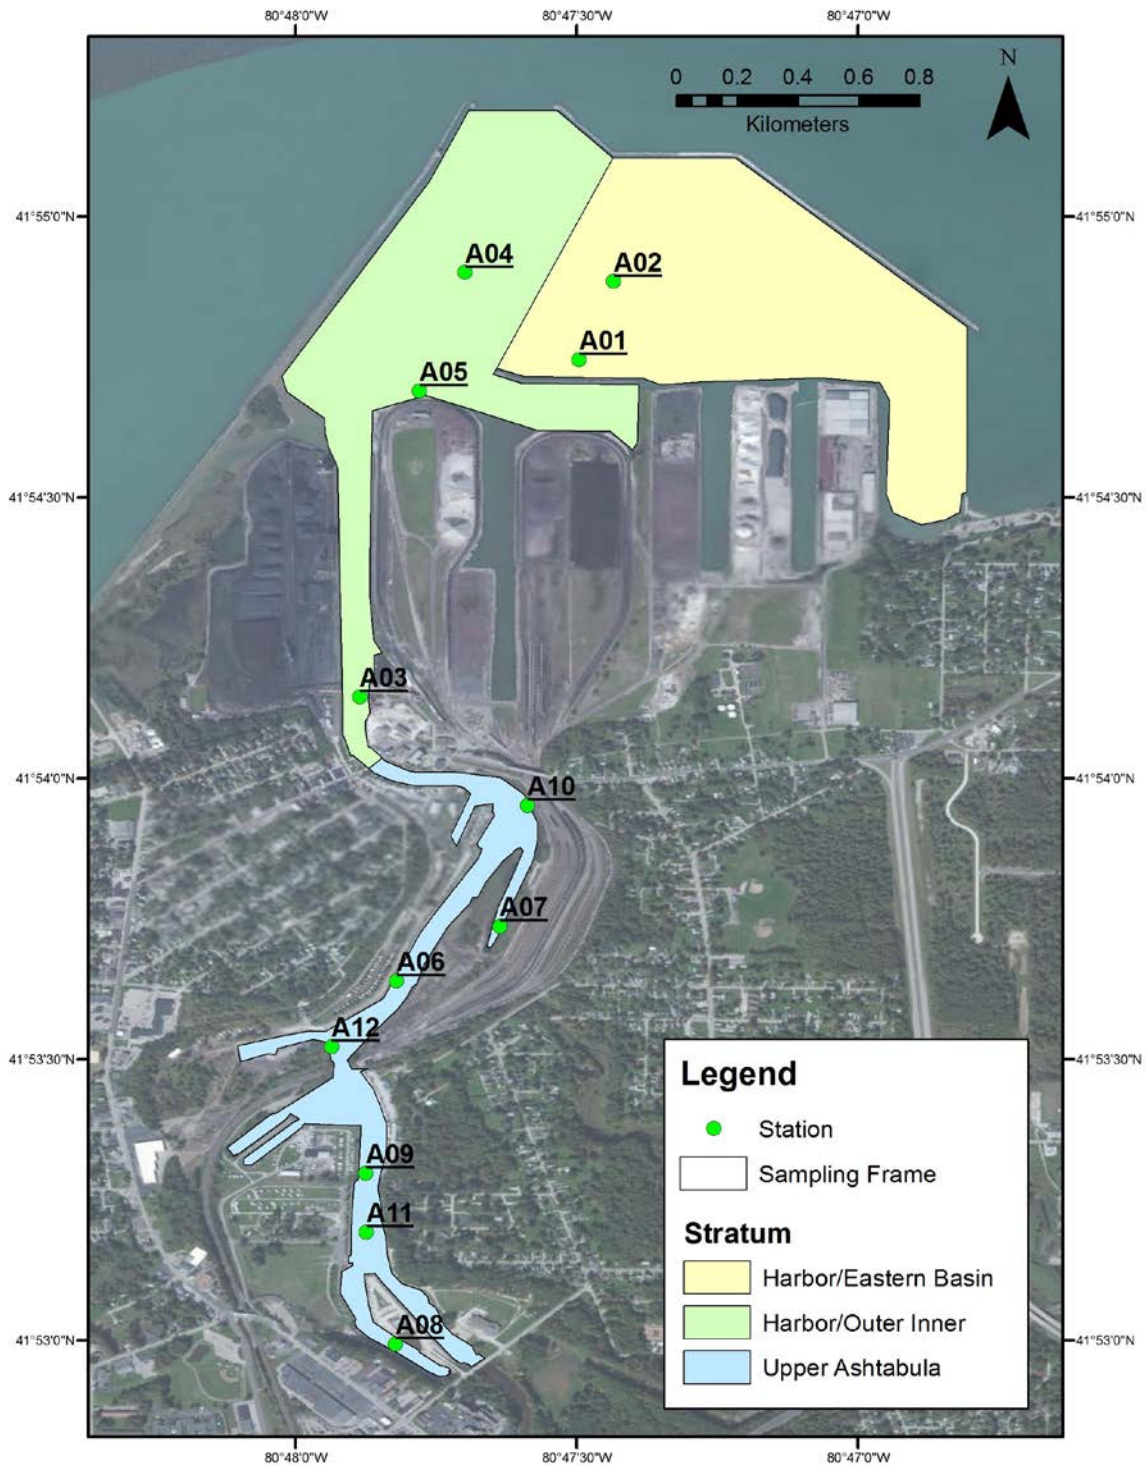 80°48'0"W 80°47'30"W 80°47'0"W
N
0 0.2 0.4 0.6 0.8
Kilometers
41°55'0"N 41°55'0"N
A04
A02
A01
A05
41°54'30"N 41°54'30"N
A03
41°54'0"N 41°54'0"N
A10
A07
A06
A12
41°53'30"N 41°53'30"N
Legend
Station
Sampling Frame
A09
A11
Stratum
Harbor/Eastern Basin
Harbor/Outer Inner
A08
41°53'0"N 41°53'0"N
Upper Ashtabula
80°48'0"W 80°47'30"W 80°47'0"W